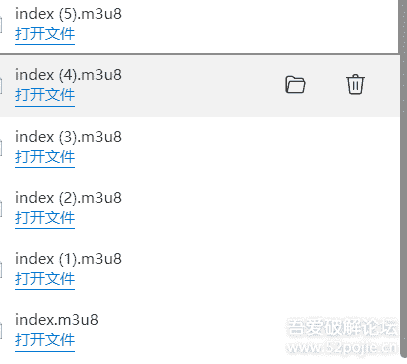 index (5).m3u8
打开文件
index (4).m3u8
打开文件
index (3).m3u8
打开文件
index (2).m3u8
打开文件
index (1).m3u8
打开文件
index.m3u8
打开文件
吾爱破解论坛
www.52pojie.cn